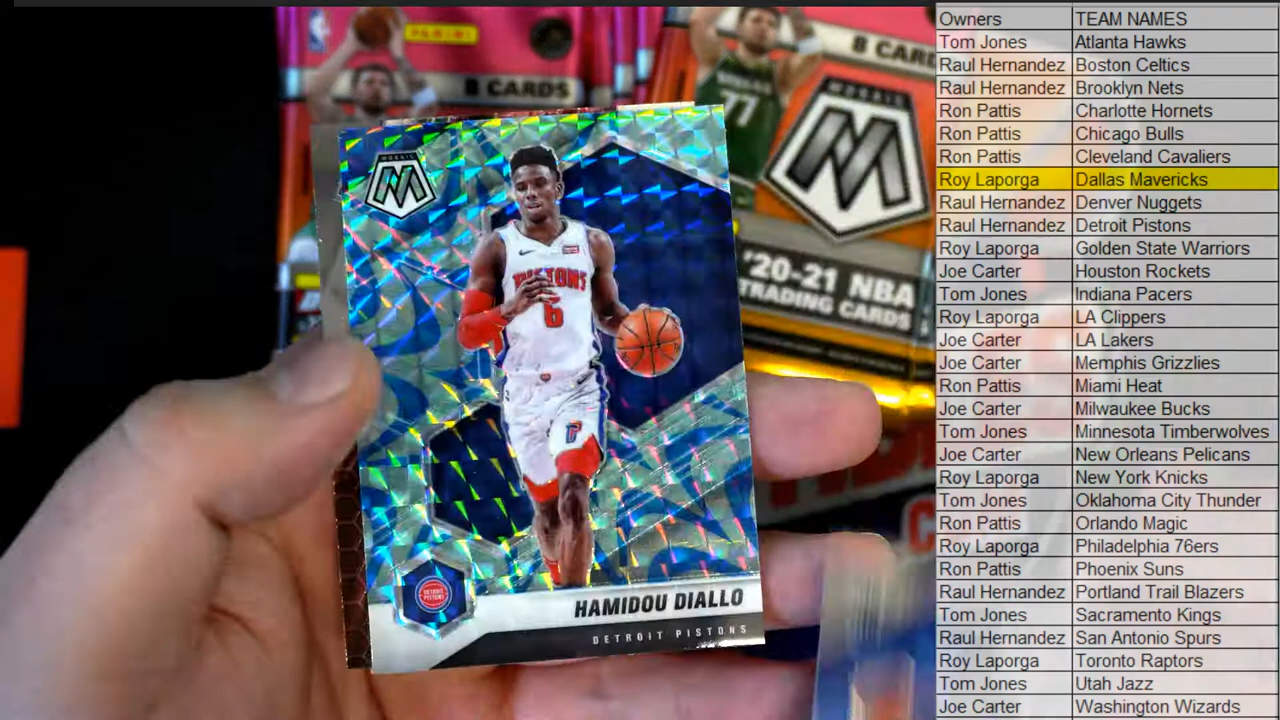 PANINI
8 CARDS
8 CARD
77
MOSAIC
'20-21 NBA
TRADING CARDS
MOSAIC
PISTONS
6
DETROIT
PISTONS
HAMIDOU DIALLO
DETROIT PISTONS
Owners TEAM NAMES
Tom Jones Atlanta Hawks
Raul Hernandez Boston Celtics
Raul Hernandez Brooklyn Nets
Ron Pattis Charlotte Hornets
Ron Pattis Chicago Bulls
Ron Pattis Cleveland Cavaliers
Roy Laporga Dallas Mavericks
Raul Hernandez Denver Nuggets
Raul Hernandez Detroit Pistons
Roy Laporga Golden State Warriors
Joe Carter Houston Rockets
Tom Jones Indiana Pacers
Roy Laporga LA Clippers
Joe Carter LA Lakers
Joe Carter Memphis Grizzlies
Ron Pattis Miami Heat
Joe Carter Milwaukee Bucks
Tom Jones Minnesota Timberwolves
Joe Carter New Orleans Pelicans
Roy Laporga New York Knicks
Tom Jones Oklahoma City Thunder
Ron Pattis Orlando Magic
Roy Laporga Philadelphia 76ers
Ron Pattis Phoenix Suns
Raul Hernandez Portland Trail Blazers
Tom Jones Sacramento Kings
Raul Hernandez San Antonio Spurs
Roy Laporga Toronto Raptors
Tom Jones Utah Jazz
Joe Carter Washington Wizards